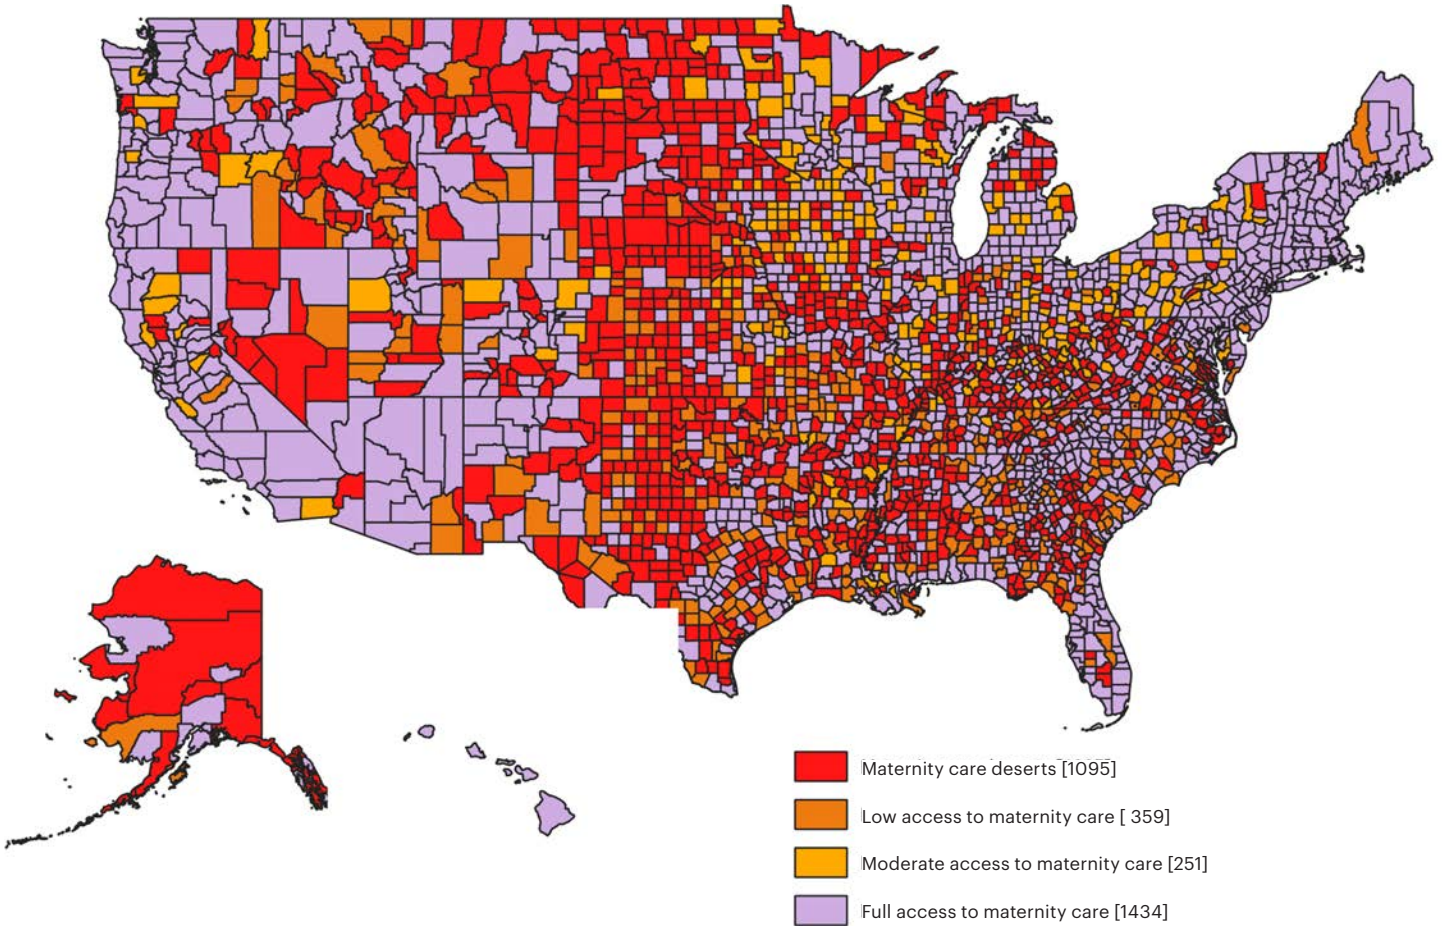 Maternity care deserts [1095]
Low access to maternity care [ 359]
Moderate access to maternity care [251]
Full access to maternity care [1434]